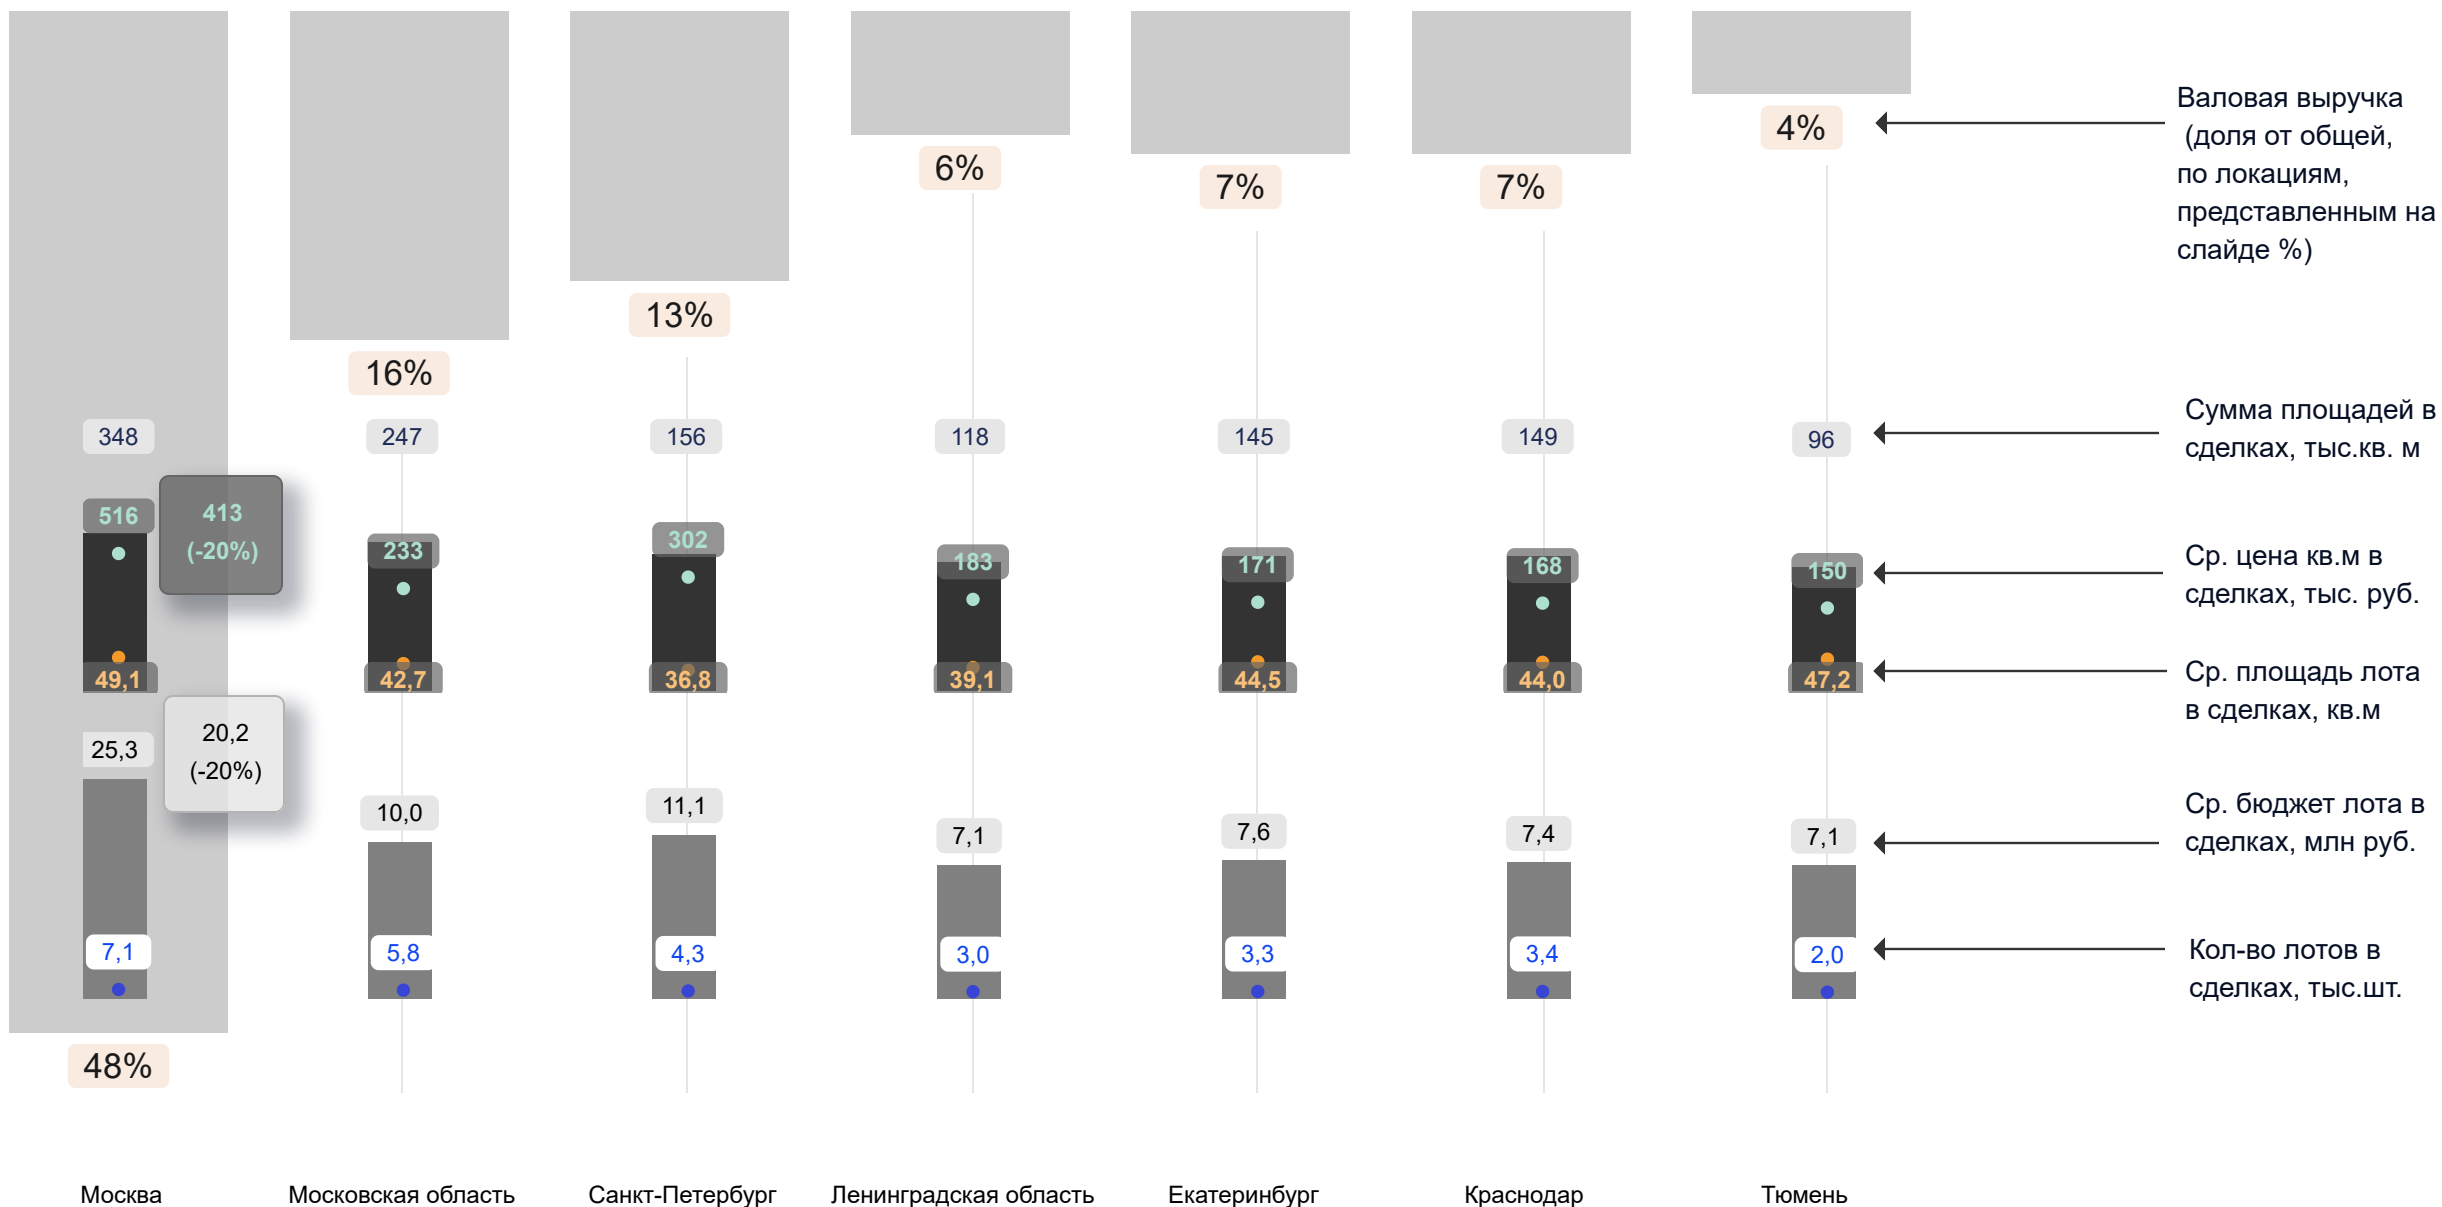 4%
Валовая выручка
(доля от общей,
по локациям,
представленным на
слайде %)
6%
7%
7%
13%
16%
348
247
156
118
145
149
96
Сумма площадей в
сделках, тыс.кв. м
516
413
(-20%)
233
302
183
171
168
150
Ср. цена кв.м в
сделках, тыс. руб.
49,1
42,7
36,8
39,1
44,5
44,0
47,2
Ср. площадь лота
в сделках, кв.м
25,3
20,2
(-20%)
10,0
11,1
7,1
7,6
7,4
7,1
Ср. бюджет лота в
сделках, млн руб.
7,1
5,8
4,3
3,0
3,3
3,4
2,0
Кол-во лотов в
сделках, тыс.шт.
48%
Москва
Московская область
Санкт-Петербург
Ленинградская область
Екатеринбург
Краснодар
Тюмень